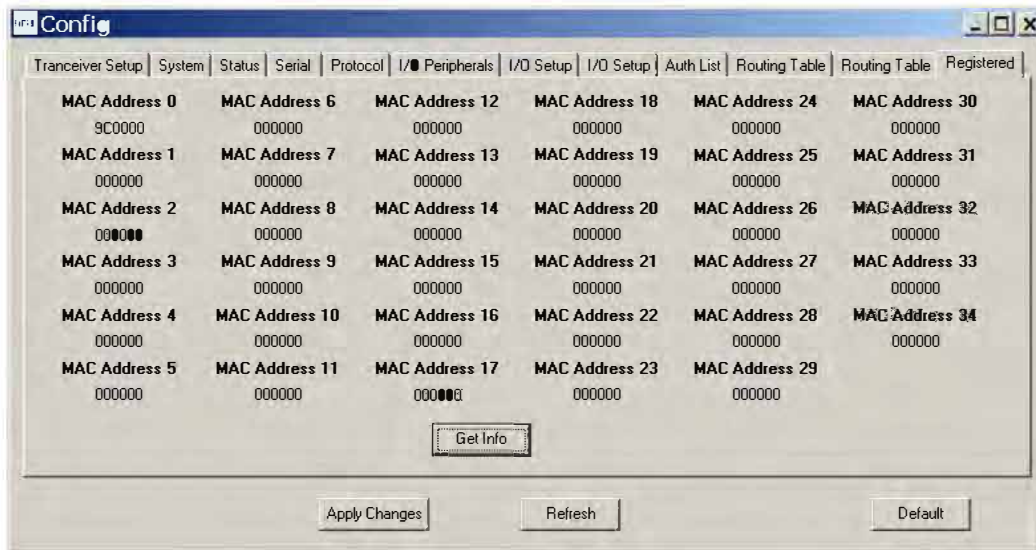 Config
Tranceiver Setup System Status Serial Protocol I/O Peripherals I/O Setup I/O Setup Auth List Routing Table Routing Table Registered
MAC Address 0 MAC Address 6 MAC Address 12 MAC Address 18 MAC Address 24 MAC Address 30
9C0000 000000 000000 000000 000000 000000
MAC Address 1 MAC Address 7 MAC Address 13 MAC Address 19 MAC Address 25 MAC Address 31
000000 000000 000000 000000 000000 000000
MAC Address 2 MAC Address 8 MAC Address 14 MAC Address 20 MAC Address 26 MAC Address 32
000000 000000 000000 000000 000000 000000
MAC Address 3 MAC Address 9 MAC Address 15 MAC Address 21 MAC Address 27 MAC Address 33
000000 000000 000000 000000 000000 000000
MAC Address 4 MAC Address 10 MAC Address 16 MAC Address 22 MAC Address 28 MAC Address 34
000000 000000 000000 000000 000000 000000
MAC Address 5 MAC Address 11 MAC Address 17 MAC Address 23 MAC Address 29
000000 000000 000000 000000 000000
Get Info
Apply Changes Refresh Default